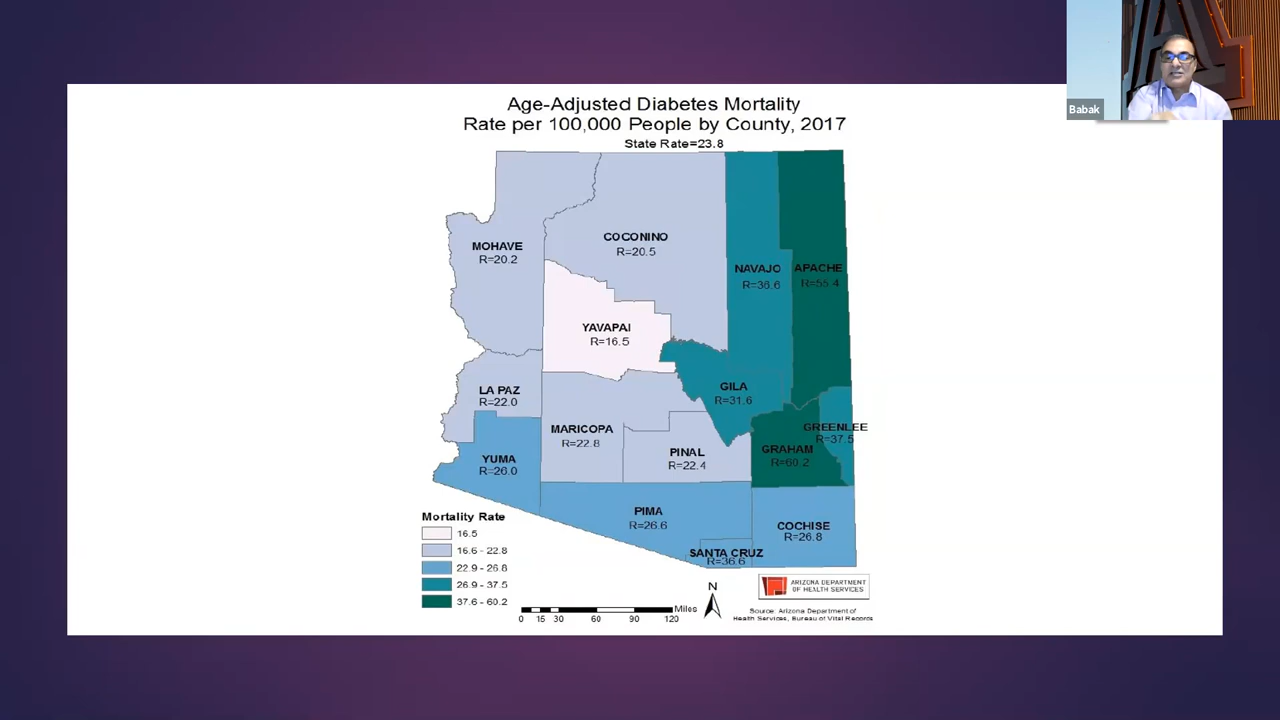 Babak
Age-Adjusted Diabetes Mortality
Rate per 100,000 People by County, 2017
State Rate=23.8
MOHAVE
R=20.2
COCONINO
R=20.5
NAVAJO
R=36.6
APACHE
R=55.4
YAVAPAI
R=16.5
GILA
R=31.6
LA PAZ
R=22.0
MARICOPA
R=22.8
PINAL
R=22.4
GREENLEE
R=37.5
GRAHAM
R=60.2
YUMA
R=26.0
PIMA
R=26.6
COCHISE
R=26.8
SANTA CRUZ
R=36.6
Mortality Rate
16.5
16.6 - 22.8
22.9 - 26.8
26.9 - 37.5
37.6 - 60.2
N
Miles
0 15 30 60 90 120
ARIZONA DEPARTMENT
OF HEALTH SERVICES
Source: Arizona Department of
Health Services, Bureau of Vital Records